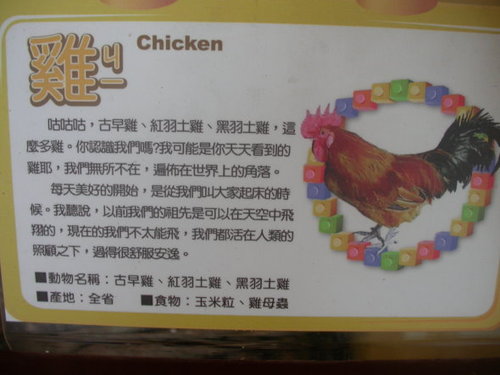 雞 ㄐㄧ Chicken
咕咕咕，古早雞、紅羽土雞、黑羽土雞，這
麼多雞。你認識我們嗎?我可能是你天天看到的
雞耶，我們無所不在，遍佈在世界上的角落。
每天美好的開始，是從我們叫大家起床的時
候。我聽說，以前我們的祖先是可以在天空中飛
翔的，現在的我們不太能飛，我們都活在人類的
照顧之下，過得很舒服安逸。
■動物名稱：古早雞、紅羽土雞、黑羽土雞
■產地：全省 ■食物：玉米粒、雞母蟲